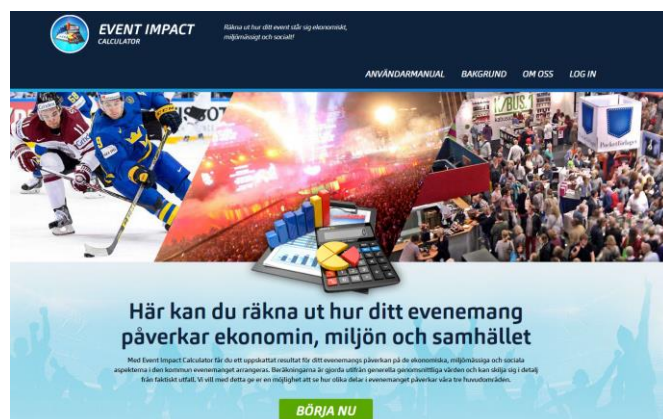 EVENT IMPACT
CALCULATOR
Räkna ut hur ditt event står sig ekonomiskt,
miljömässigt och socialt!
ANVÄNDARMANUAL BAKGRUND OM OSS LOG IN
TISSOT
BUS
Pocketförlaget
Här kan du räkna ut hur ditt evenemang
påverkar ekonomin, miljön och samhället
Med Event Impact Calculator får du ett uppskattat resultat för ditt evenemangs påverkan på de ekonomiska, miljömässiga och sociala
aspekterna i den kommun evenemanget arrangeras. Beräkningarna är gjorda utifrån generella genomsnittliga värden och kan skilja sig i detalj
från faktiskt utfall. Vi vill med detta ge er en möjlighet att se hur olika delar i evenemanget påverkar våra tre huvudområden.
BÖRJA NU